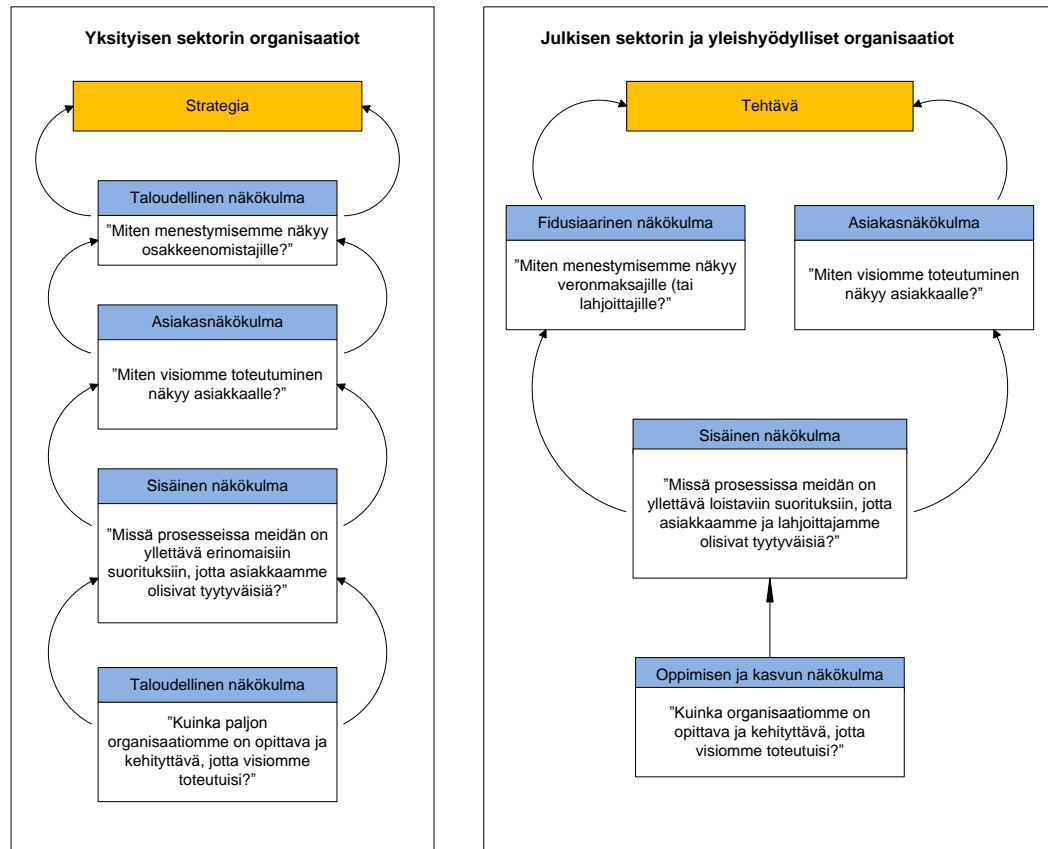 Yksityisen sektorin organisaatiot
Strategia
Taloudellinen näkökulma
”Miten menestymisemme näkyy
osakkeenomistajille?”
Asiakasnäkökulma
”Miten visiomme toteutuminen
näkyy asiakkaalle?”
Sisäinen näkökulma
”Missä prosesseissa meidän on
yllettävä erinomaisiin
suorituksiin, jotta asiakkaamme
olisivat tyytyväisiä?”
Taloudellinen näkökulma
”Kuinka paljon
organisaatiomme on opittava ja
kehityttävä, jotta visiomme
toteutuisi?”
Julkisen sektorin ja yleishyödylliset organisaatiot
Tehtävä
Fidusiaarinen näkökulma
”Miten menestymisemme näkyy
veronmaksajille (tai
lahjoittajille?”
Asiakasnäkökulma
”Miten visiomme toteutuminen
näkyy asiakkaalle?”
Sisäinen näkökulma
”Missä prosessissa meidän on
yllettävä loistaviin suorituksiin, jotta
asiakkaamme ja lahjoittajamme
olisivat tyytyväisiä?”
Oppimisen ja kasvun näkökulma
”Kuinka organisaatiomme on
opittava ja kehityttävä, jotta
visiomme toteutuisi?”